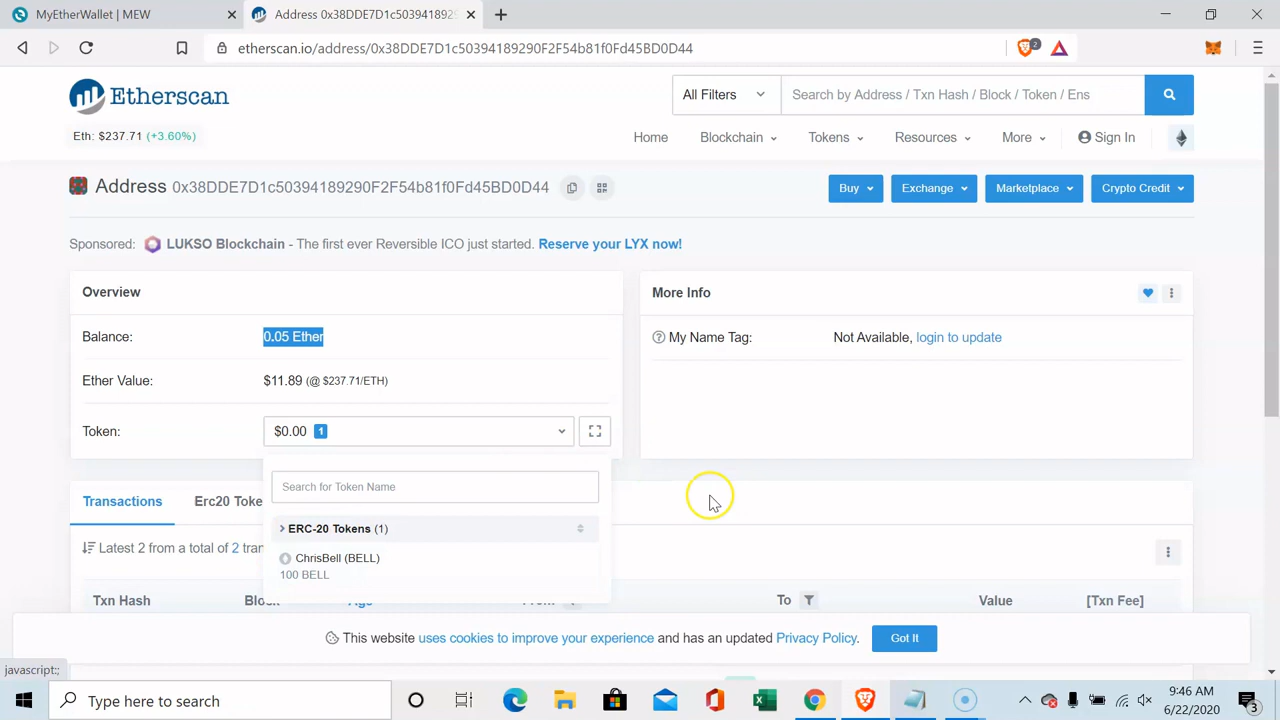 MyEtherWallet | MEW
Address 0x38DDE7D1c50394189290F2F54b81f0Fd45BD0D44
etherscan.io/address/0x38DDE7D1c50394189290F2F54b81f0Fd45BD0D44
2
Etherscan
All Filters
Search by Address / Txn Hash / Block / Token / Ens
Eth: $237.71 (+3.60%)
Home Blockchain Tokens Resources More Sign In
Address 0x38DDE7D1c50394189290F2F54b81f0Fd45BD0D44
Buy Exchange Marketplace Crypto Credit
Sponsored: LUKSO Blockchain - The first ever Reversible ICO just started. Reserve your LYX now!
Overview
More Info
Balance: 0.05 Ether
My Name Tag: Not Available, login to update
Ether Value: $11.89 (@ $237.71/ETH)
Token: $0.00 1
Search for Token Name
Transactions Erc20 Toke
ERC-20 Tokens (1)
Latest 2 from a total of 2 tran
ChrisBell (BELL)
100 BELL
Txn Hash To Value [Txn Fee]
This website uses cookies to improve your experience and has an updated Privacy Policy. Got It
javascript:;
Type here to search
9:46 AM
6/22/2020
3